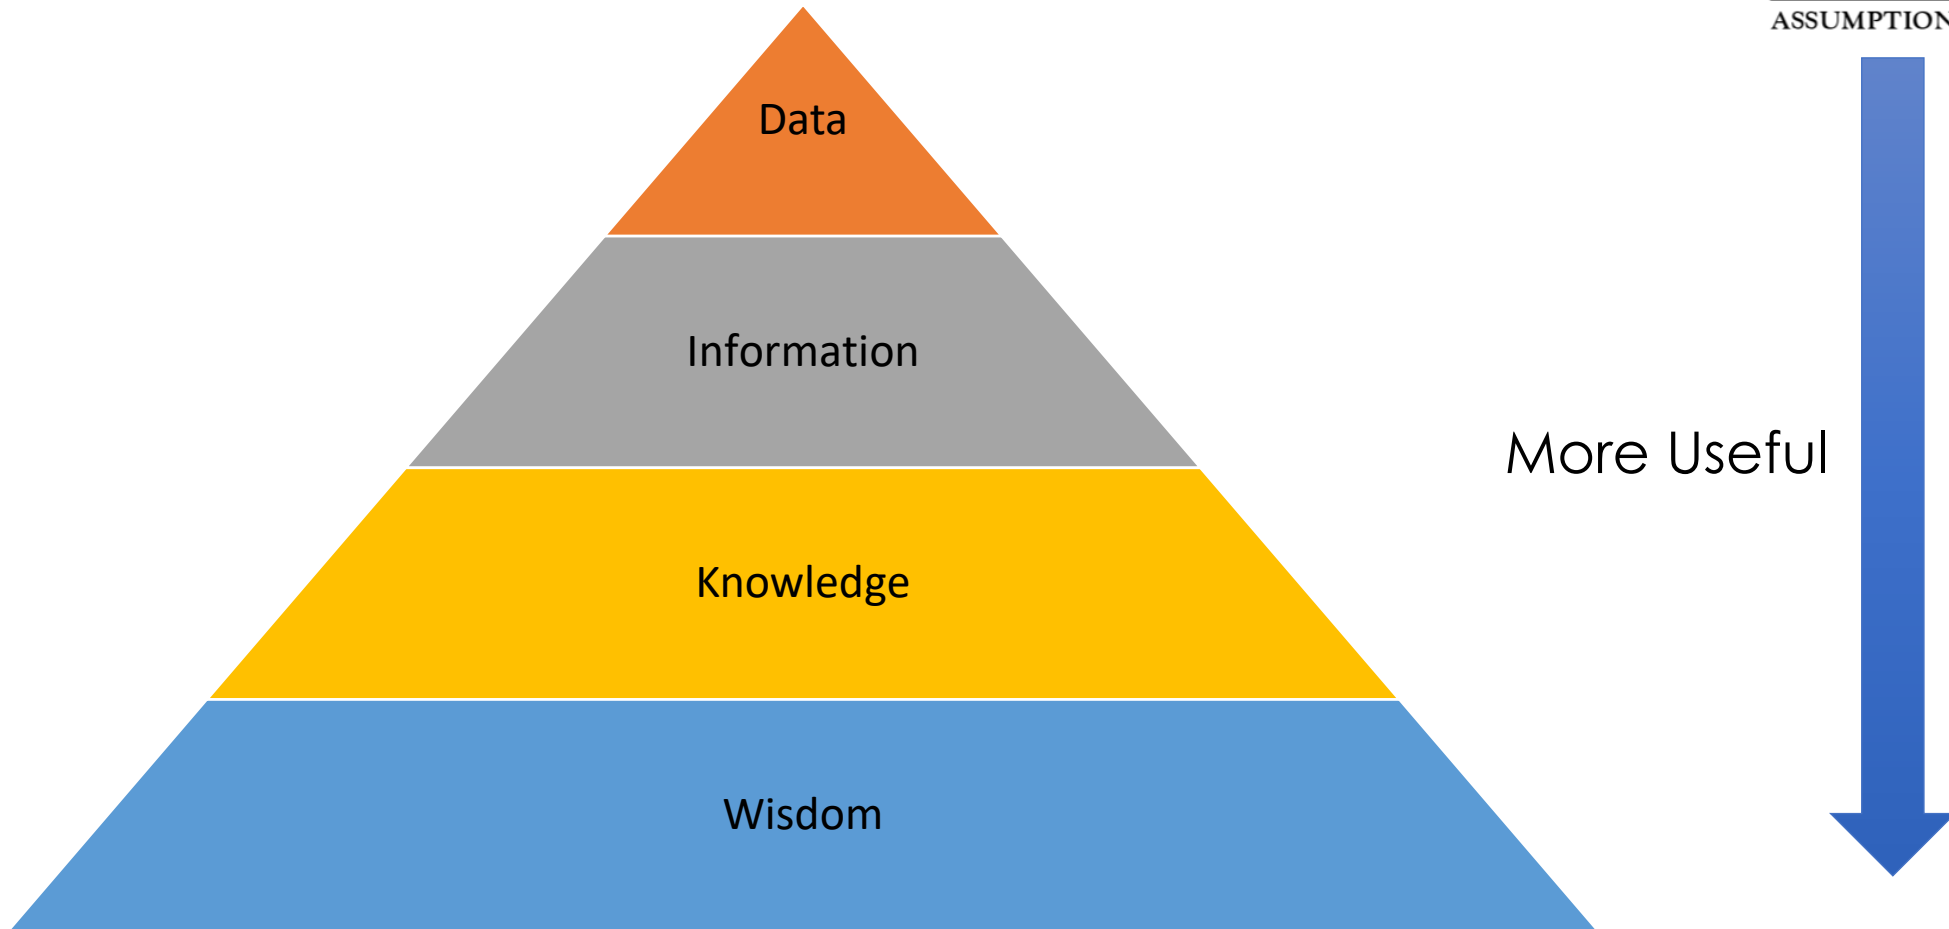 ASSUMPTION
Data
Information
More Useful
Knowledge
Wisdom